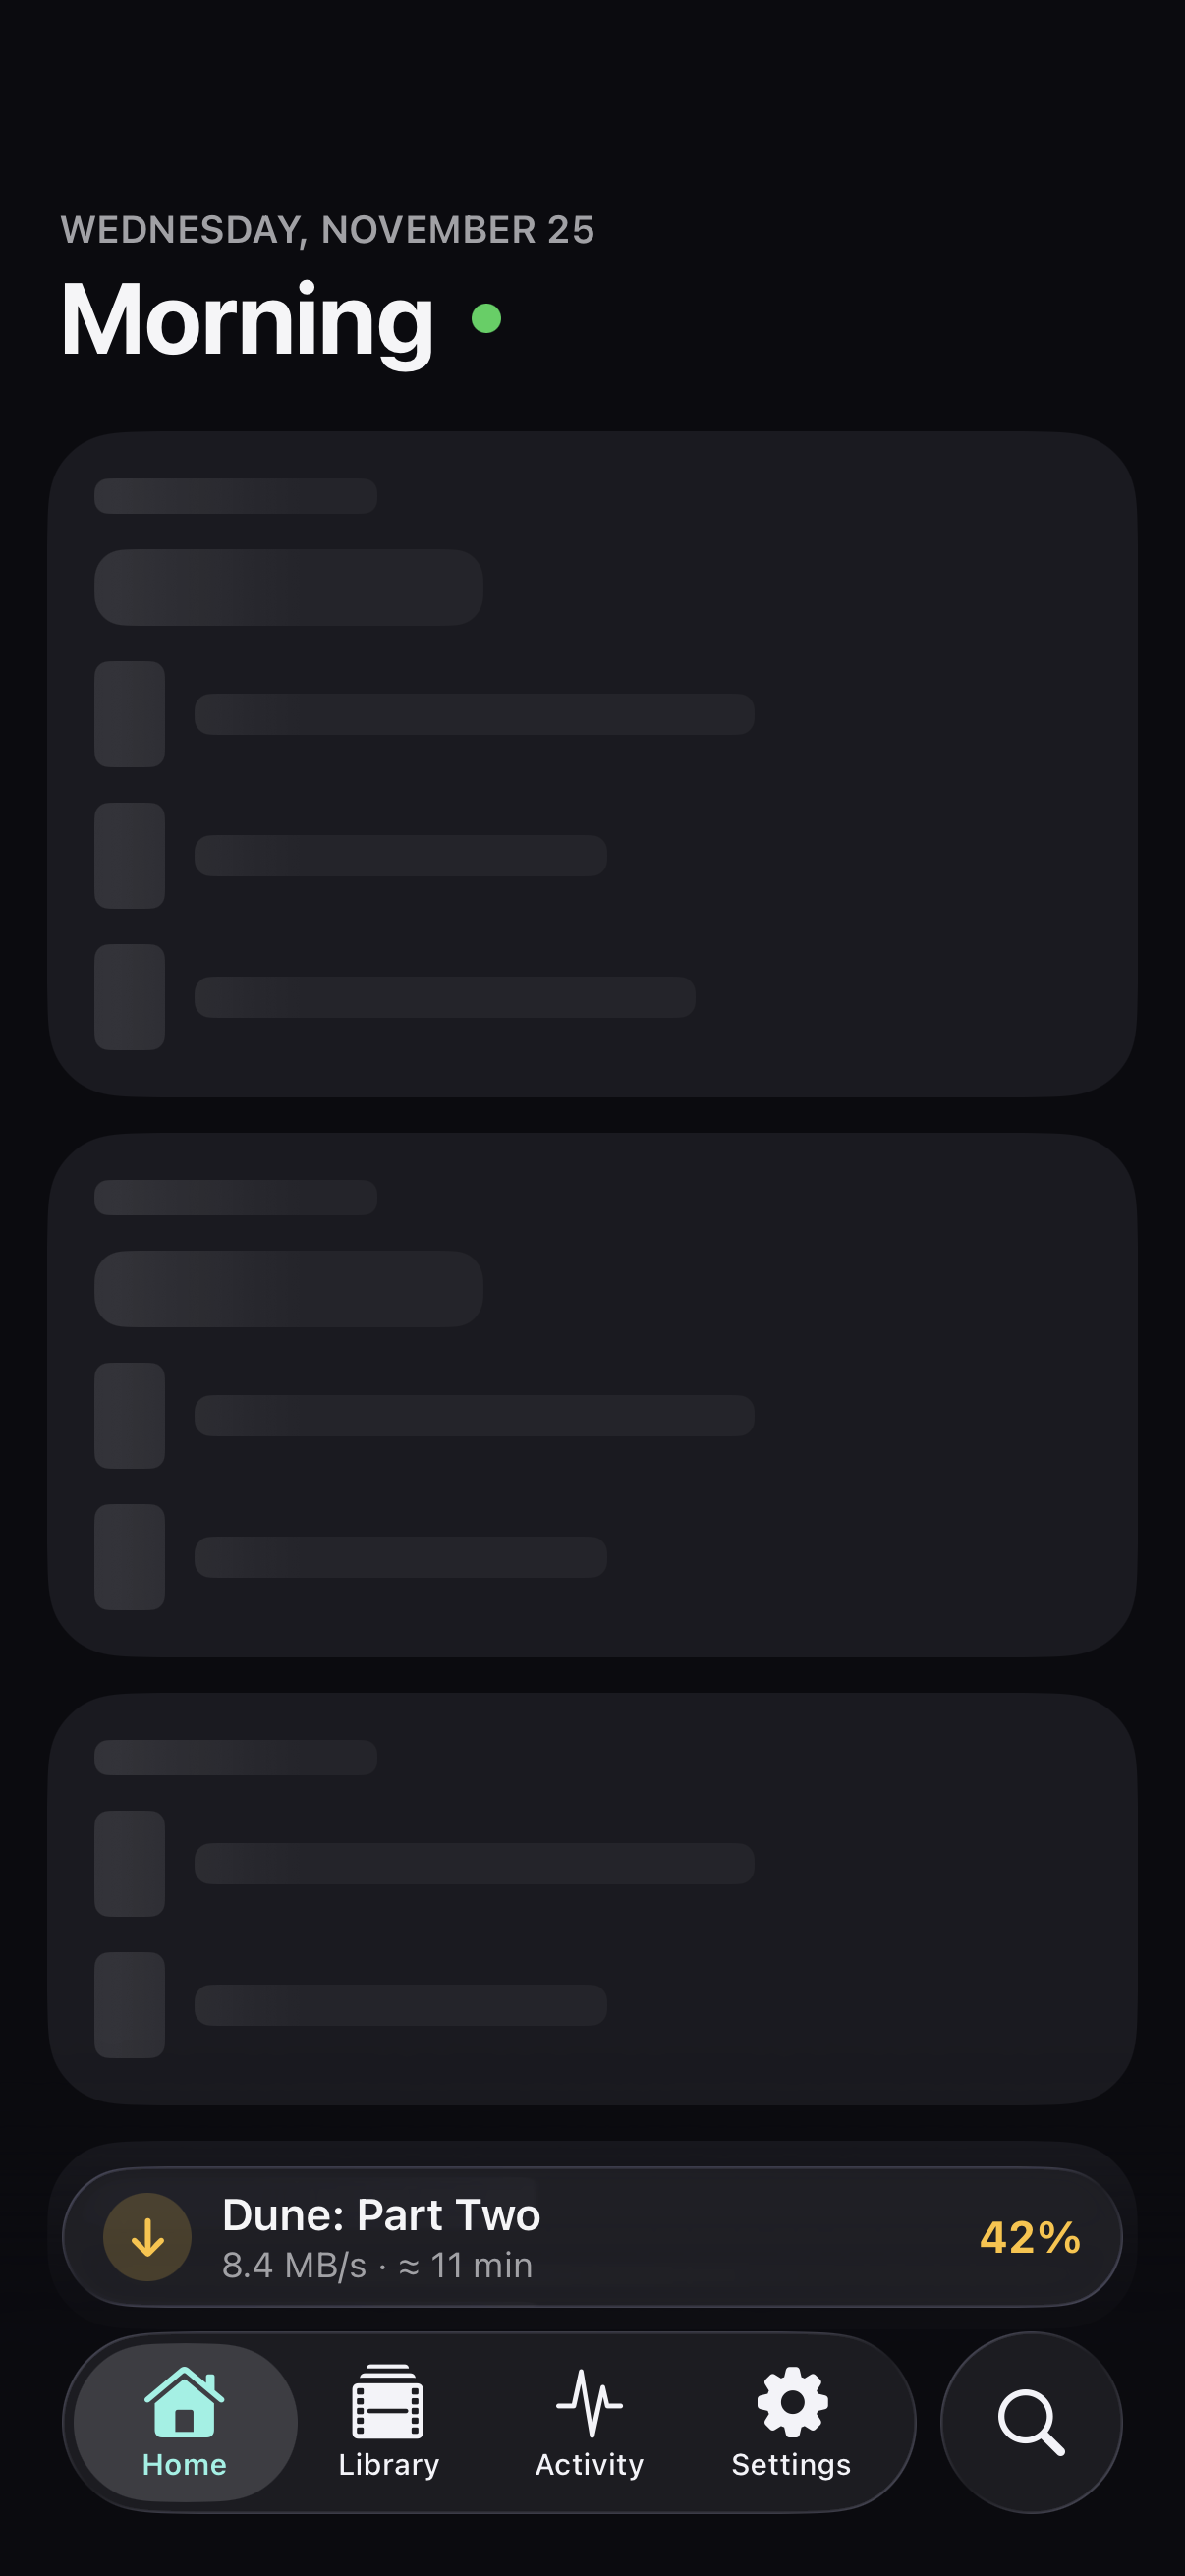 WEDNESDAY, NOVEMBER 25
Morning
Dune: Part Two
8.4 MB/s · ≈ 11 min
42%
Home
Library
Activity
Settings